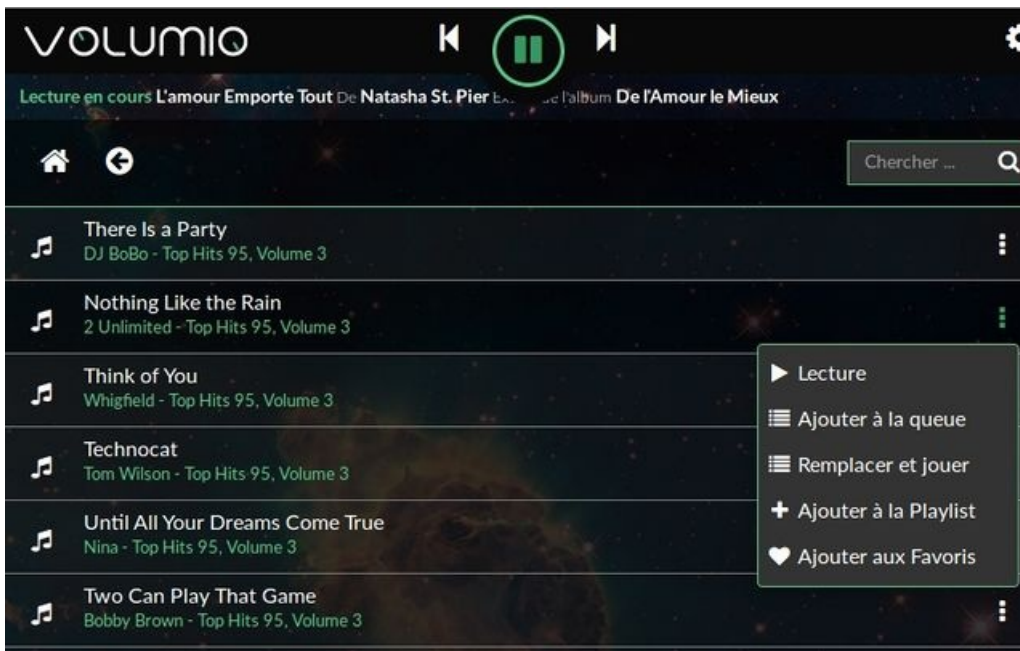 VOLUMIO
Lecture en cours L'amour Emporte Tout De Natasha St. Pier l'album De l'Amour le Mieux
Chercher ...
There Is a Party
DJ BoBo - Top Hits 95, Volume 3
Nothing Like the Rain
2 Unlimited - Top Hits 95, Volume 3
Think of You
Whigfield - Top Hits 95, Volume 3
Technocat
Tom Wilson - Top Hits 95, Volume 3
Until All Your Dreams Come True
Nina - Top Hits 95, Volume 3
Two Can Play That Game
Bobby Brown - Top Hits 95, Volume 3
Lecture
Ajouter à la queue
Remplacer et jouer
Ajouter à la Playlist
Ajouter aux Favoris